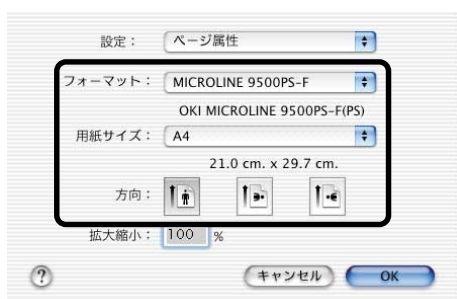 設定： ページ属性
フォーマット： MICROLINE 9500PS-F
OKI MICROLINE 9500PS-F(PS)
用紙サイズ： A4
21.0 cm. x 29.7 cm.
方向：
拡大縮小： 100 %
? キャンセル OK